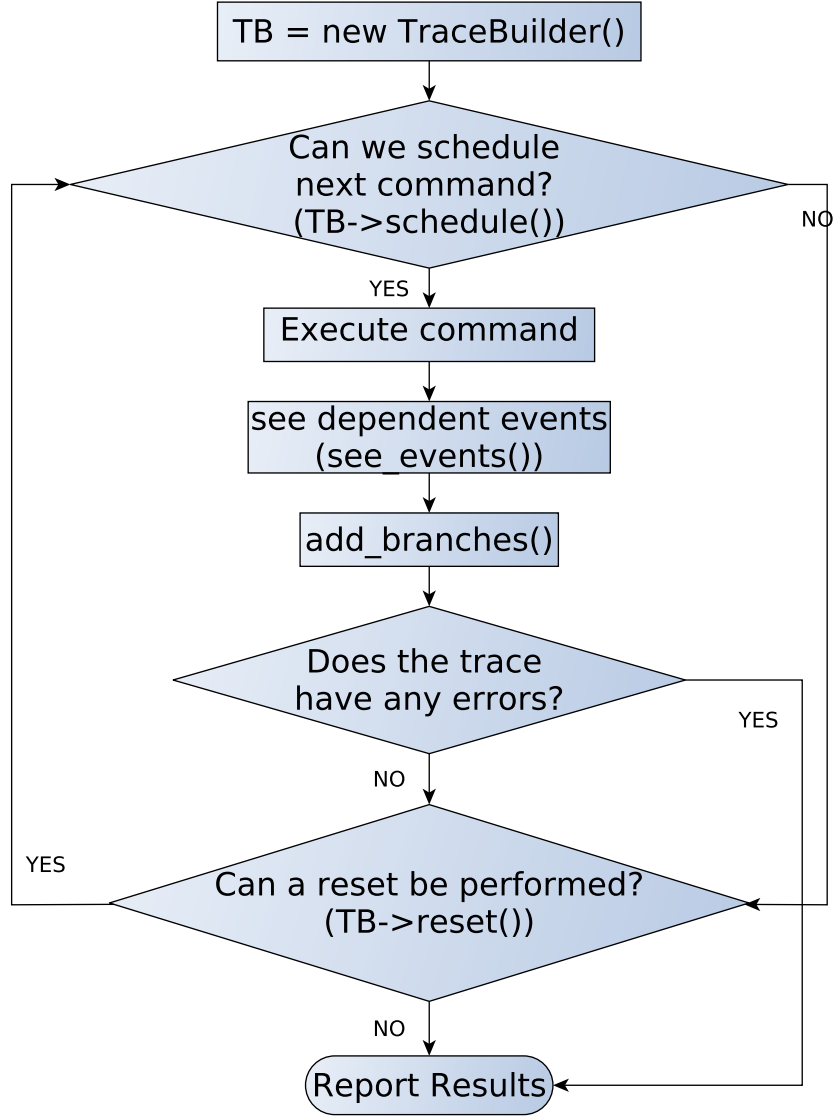 TB = new TraceBuilder()
Can we schedule
next command?
(TB->schedule())
NO
YES
Execute command
see dependent events
(see_events())
add_branches()
Does the trace
have any errors?
YES
NO
YES
Can a reset be performed?
(TB->reset())
NO
Report Results